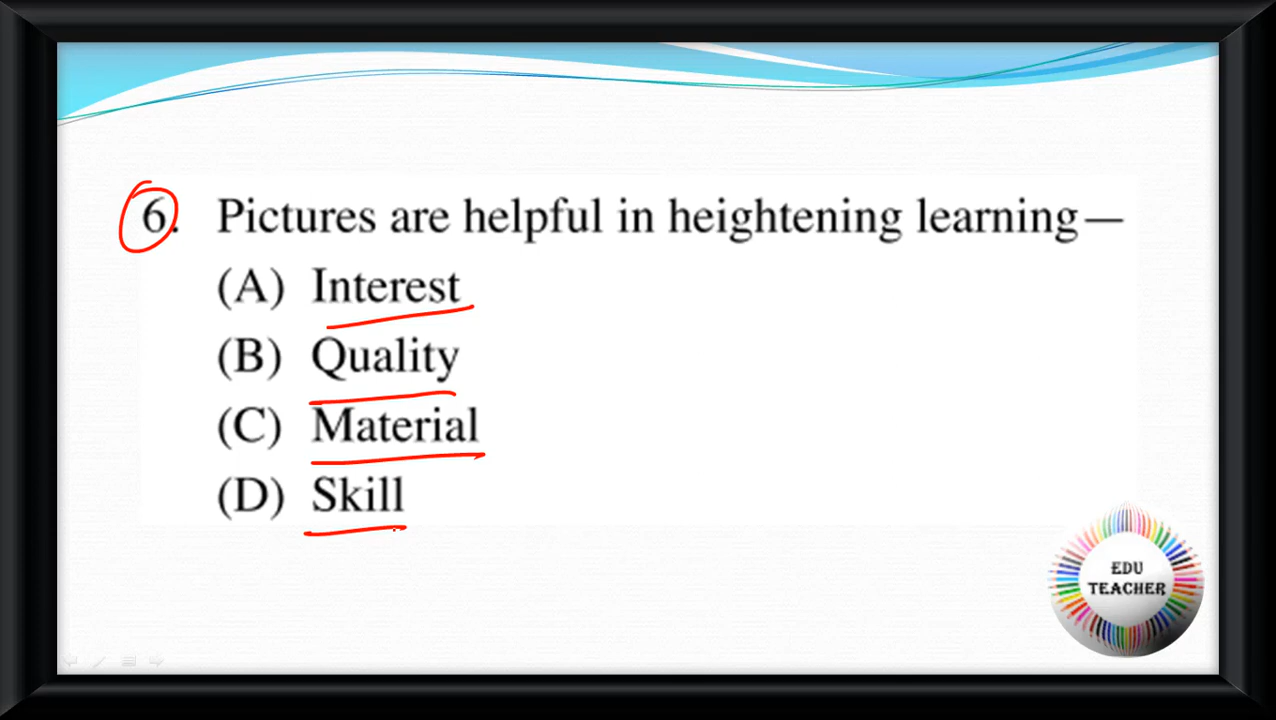 6. Pictures are helpful in heightening learning—
(A) Interest
(B) Quality
(C) Material
(D) Skill
EDU
TEACHER